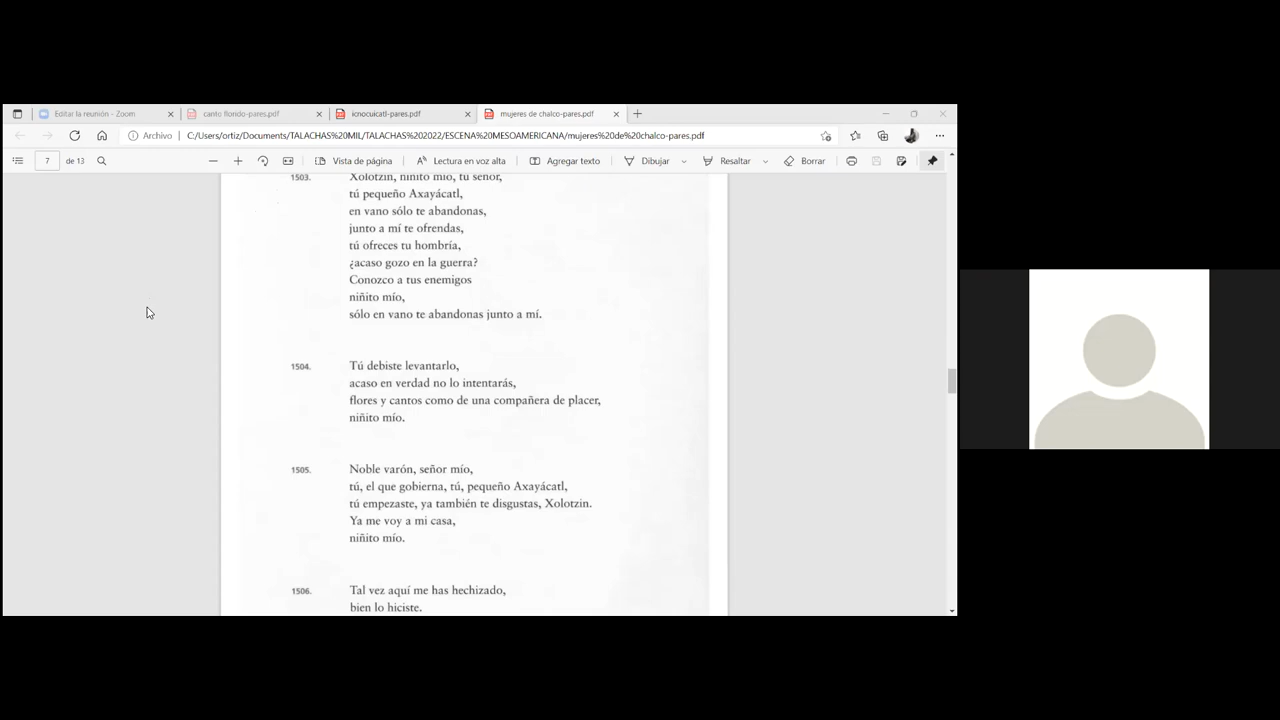 Editar la reunión - Zoom
canto florido-pares.pdf
icnocuicatl-pares.pdf
mujeres de chalco-pares.pdf
Archivo
C:/Users/ortiz/Documents/TALACHAS%20MIL/TALACHAS%202022/ESCENA%20MESOAMERICANA/mujeres%20de%20chalco-pares.pdf
7 de 13
Vista de página
Lectura en voz alta
Agregar texto
Dibujar
Resaltar
Borrar
1503. Xolotzin, niñito mío, tú señor,
tú pequeño Axayácatl,
en vano sólo te abandonas,
junto a mí te ofrendas,
tú ofreces tu hombría,
¿acaso gozo en la guerra?
Conozco a tus enemigos
niñito mío,
sólo en vano te abandonas junto a mí.
1504. Tú debiste levantarlo,
acaso en verdad no lo intentarás,
flores y cantos como de una compañera de placer,
niñito mío.
1505. Noble varón, señor mío,
tú, el que gobierna, tú, pequeño Axayácatl,
tú empezaste, ya también te disgustas, Xolotzin.
Ya me voy a mi casa,
niñito mío.
1506. Tal vez aquí me has hechizado,
bien lo hiciste.